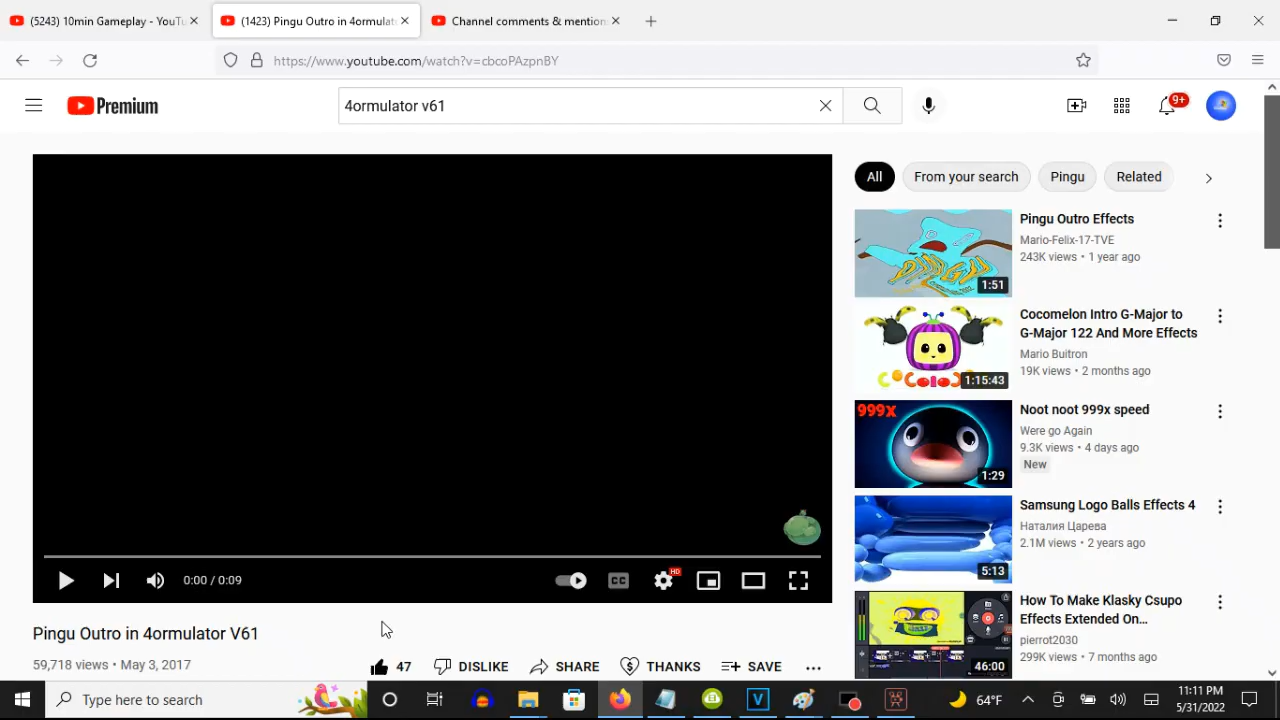 (5243) 10min Gameplay - YouTu
(1423) Pingu Outro in 4ormulat
Channel comments & mention
https://www.youtube.com/watch?v=cbcoPAzpnBY
Premium
4ormulator v61
9+
All
From your search
Pingu
Related
Pingu Outro Effects
Mario-Felix-17-TVE
243K views • 1 year ago
1:51
Cocomelon Intro G-Major to
G-Major 122 And More Effects
Mario Buitron
19K views • 2 months ago
1:15:43
999x
Noot noot 999x speed
Were go Again
9.3K views • 4 days ago
New
1:29
Samsung Logo Balls Effects 4
Наталия Царева
2.1M views • 2 years ago
5:13
How To Make Klasky Csupo
Effects Extended On...
pierrot2030
299K views • 7 months ago
46:00
0:00 / 0:09
CC
HD
Pingu Outro in 4ormulator V61
59,718 views • May 3, 2017
47
DISLIKE
SHARE
THANKS
SAVE
Type here to search
64°F
11:11 PM
5/31/2022